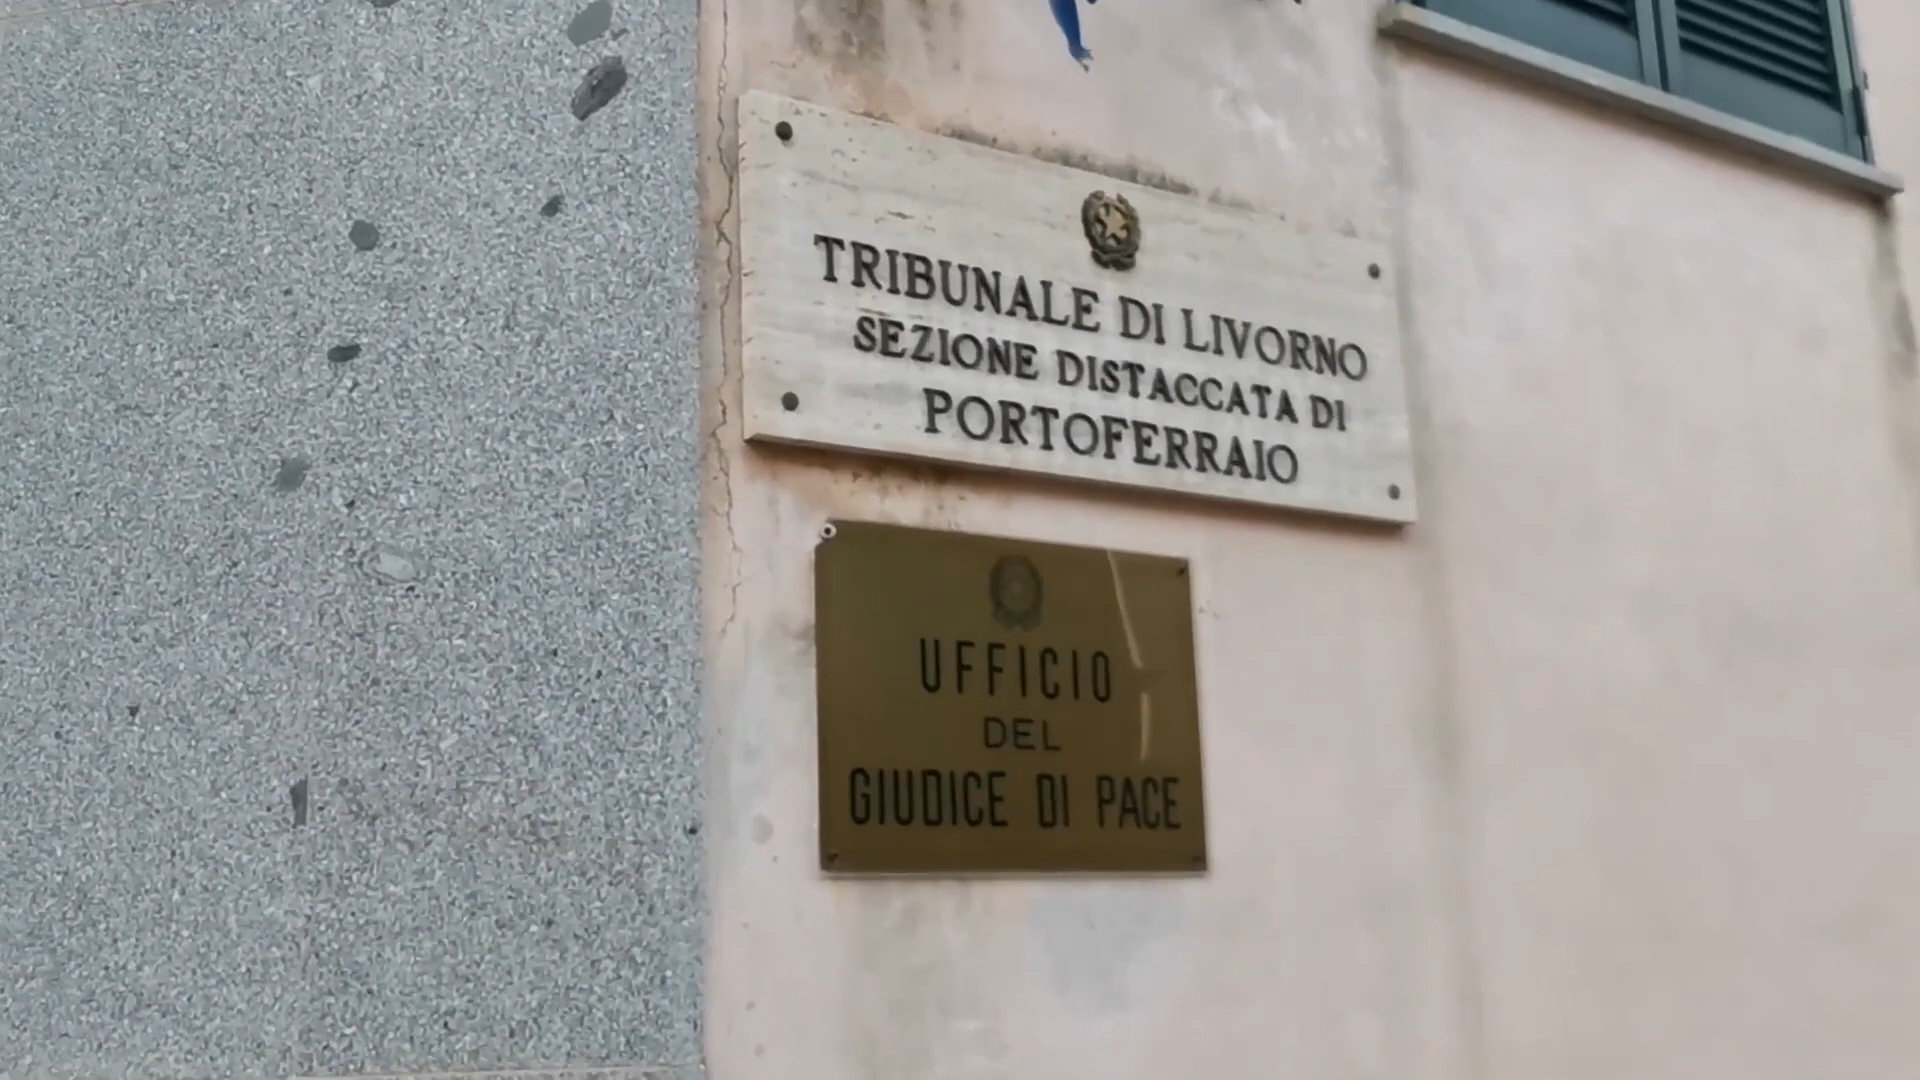 TRIBUNALE DI LIVORNO
SEZIONE DISTACCATA DI
PORTOFERRAIO
UFFICIO
DEL
GIUDICE DI PACE